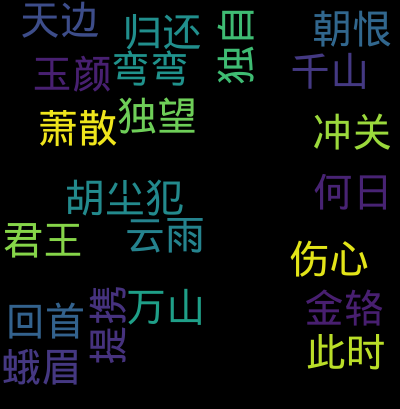 天边
归还
独自
朝恨
玉颜
弯弯
千山
萧散
独望
冲关
胡尘犯
何日
君王
云雨
伤心
回首
提携
万山
金辂
蛾眉
此时